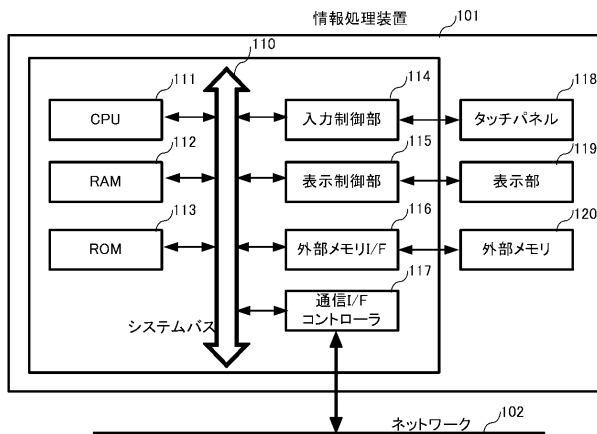 情報処理装置
101
110
111
CPU
112
RAM
113
ROM
システムバス
114
入力制御部
115
表示制御部
116
外部メモリI/F
117
通信I/F
コントローラ
118
タッチパネル
119
表示部
120
外部メモリ
ネットワーク
102